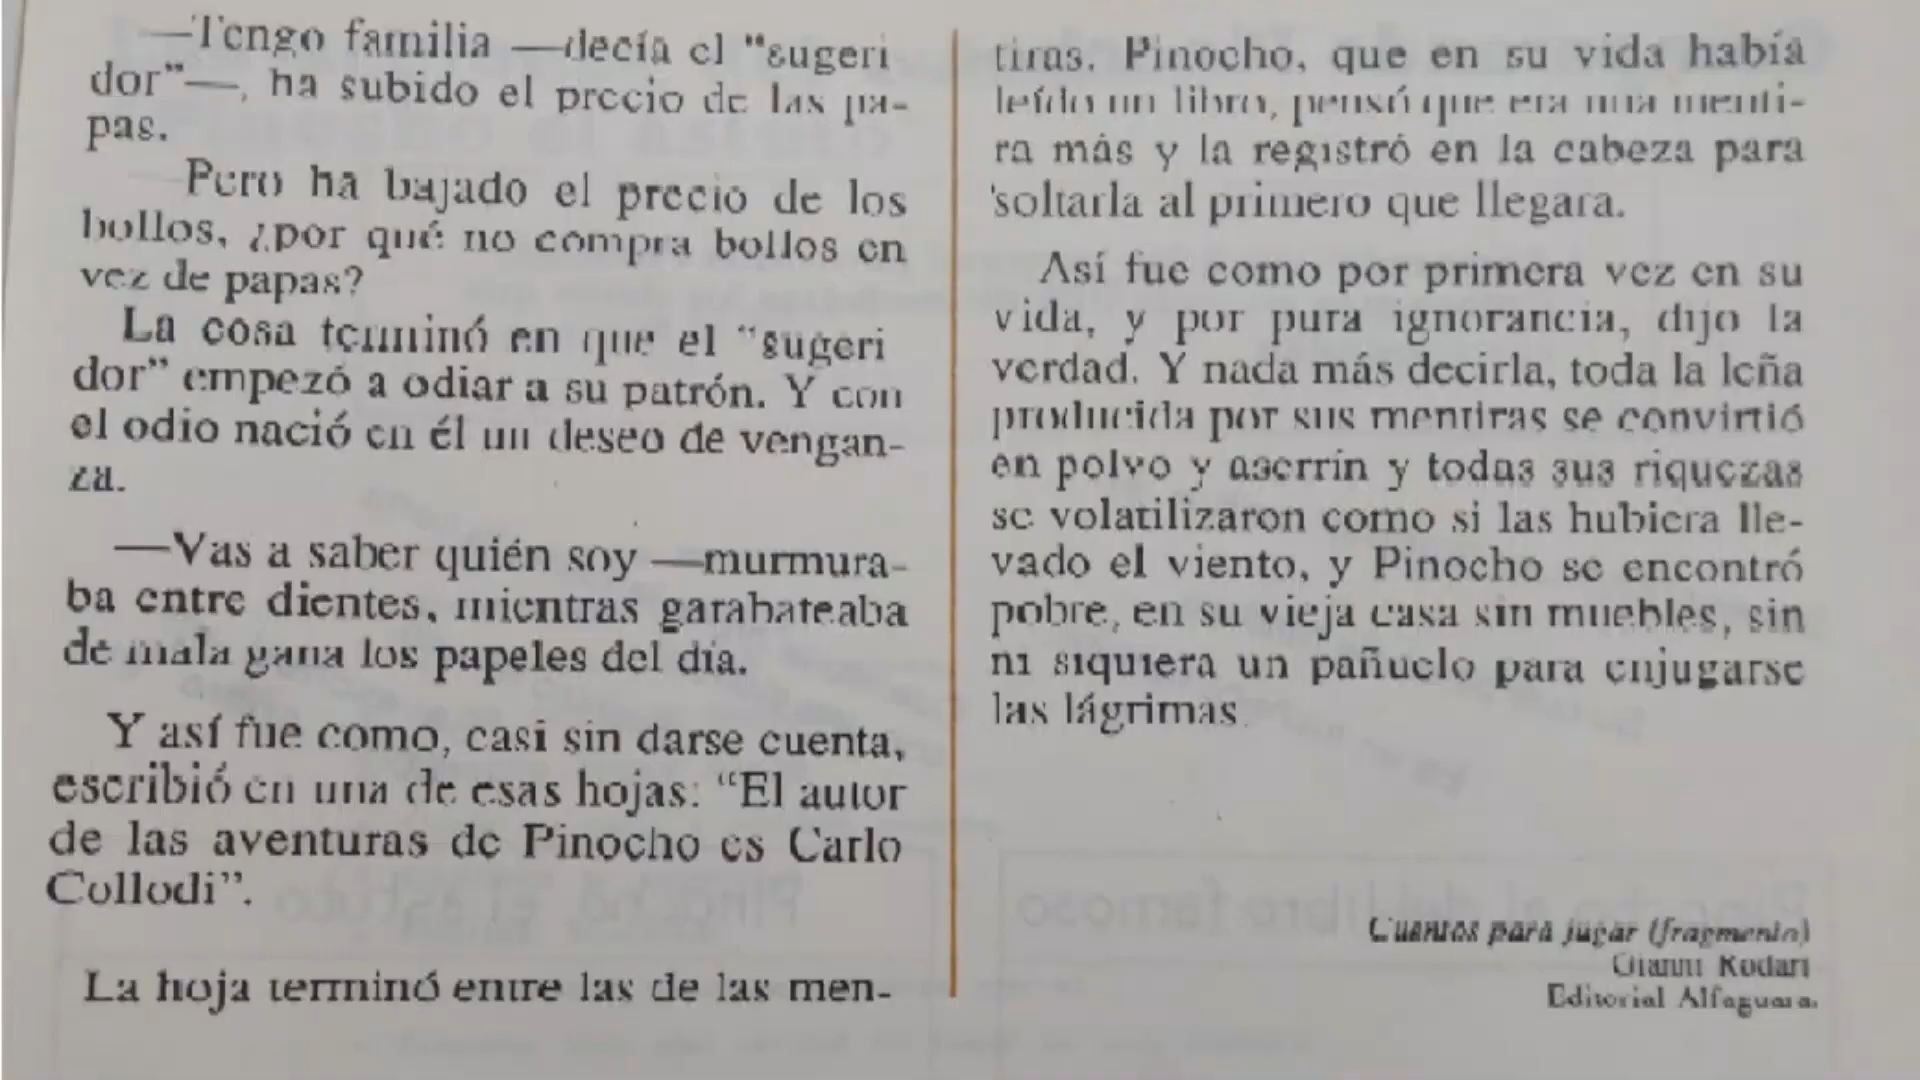 —Tengo familia —decía el "sugeri
dor"—, ha subido el precio de las pa-
pas.
Pero ha bajado el precio de los
bollos, ¿por qué no compra bollos en
vez de papas?
La cosa terminó en que el "sugeri
dor" empezó a odiar a su patrón. Y con
el odio nació en él un deseo de vengan-
za.
—Vas a saber quién soy —murmura-
ba entre dientes, mientras garabateaba
de mala gana los papeles del día.
Y así fue como, casi sin darse cuenta,
escribió en una de esas hojas: "El autor
de las aventuras de Pinocho es Carlo
Collodi".
La hoja terminó entre las de las men-
tiras. Pinocho, que en su vida había
leído un libro, pensó que era una menti-
ra más y la registró en la cabeza para
'soltarla al primero que llegara.
Así fue como por primera vez en su
vida, y por pura ignorancia, dijo la
verdad. Y nada más decirla, toda la leña
producida por sus mentiras se convirtió
en polvo y aserrín y todas sus riquezas
se volatilizaron como si las hubiera lle-
vado el viento, y Pinocho se encontró
pobre, en su vieja casa sin muebles, sin
ni siquiera un pañuelo para enjugarse
las lágrimas
Cuentos para jugar (fragmento)
Gianni Rodari
Editorial Alfaguara.